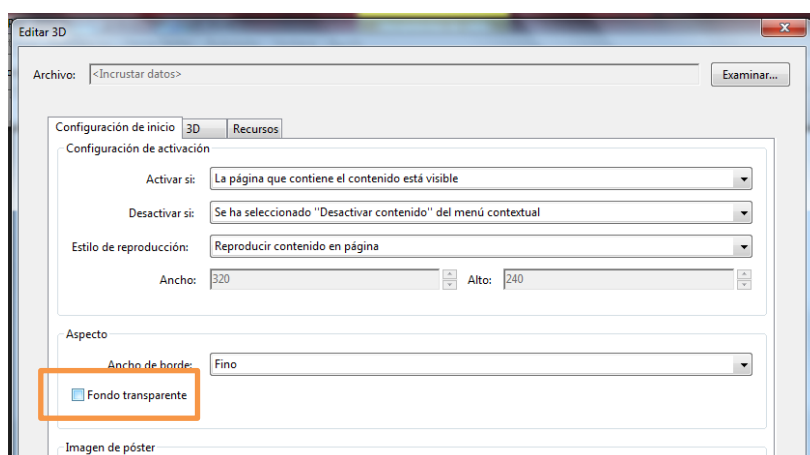 Editar 3D
Archivo: <Incrustar datos> Examinar...
Configuración de inicio 3D Recursos
Configuración de activación
Activar si: La página que contiene el contenido está visible
Desactivar si: Se ha seleccionado "Desactivar contenido" del menú contextual
Estilo de reproducción: Reproducir contenido en página
Ancho: 320 Alto: 240
Aspecto
Ancho de borde: Fino
Fondo transparente
Imagen de póster